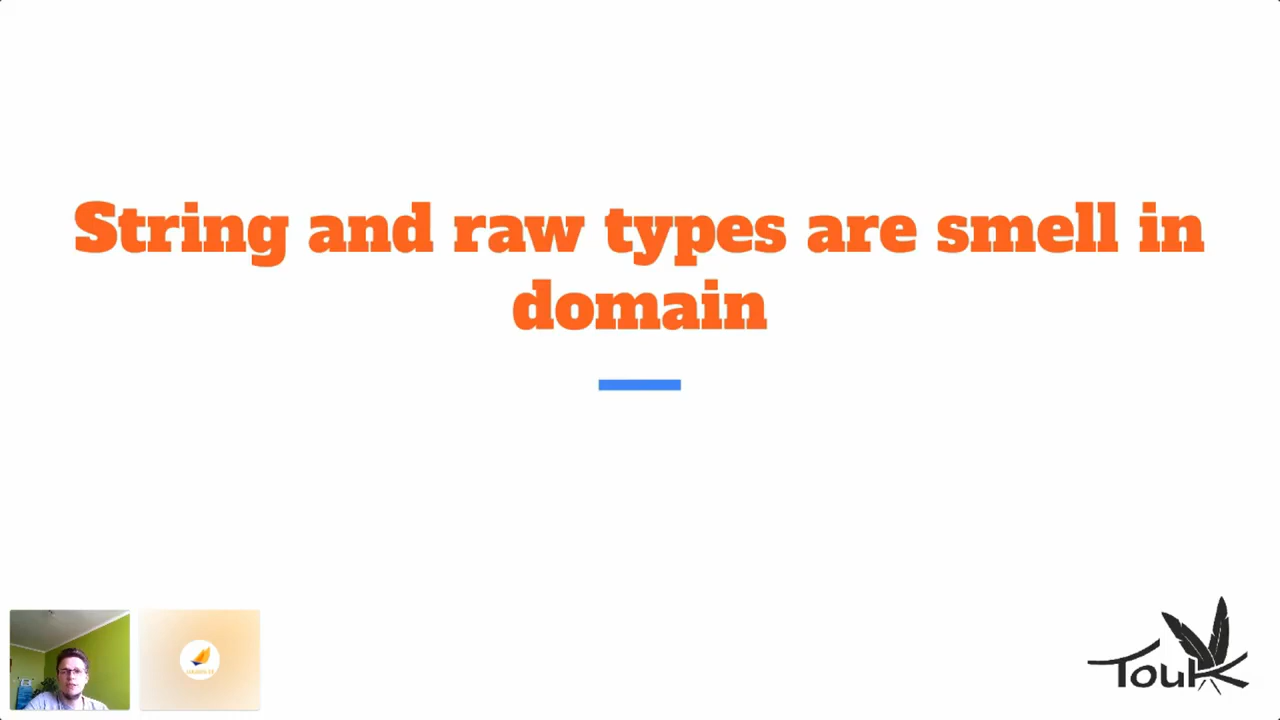 String and raw types are smell in
domain
Touk